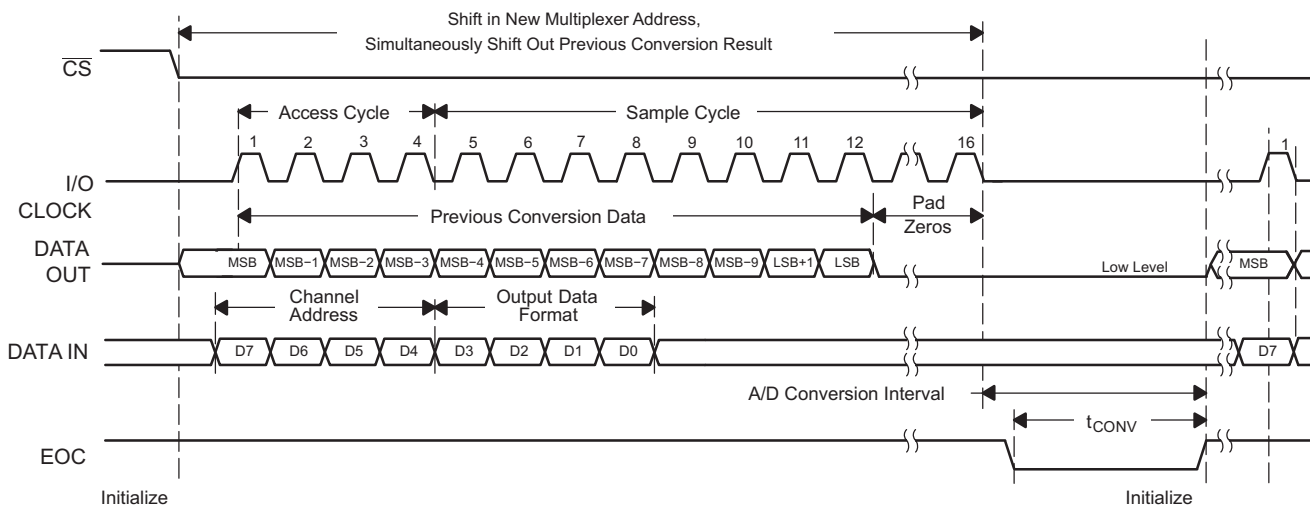 Shift in New Multiplexer Address,
Simultaneously Shift Out Previous Conversion Result
CS
Access Cycle
Sample Cycle
1 2 3 4 5 6 7 8 9 10 11 12 16 1
I/O
CLOCK
Previous Conversion Data
Pad
Zeros
DATA
OUT
MSB MSB−1 MSB−2 MSB−3 MSB−4 MSB−5 MSB−6 MSB−7 MSB−8 MSB−9 LSB+1 LSB Low Level MSB
Channel
Address
Output Data
Format
DATA IN
D7 D6 D5 D4 D3 D2 D1 D0 D7
A/D Conversion Interval
tCONV
EOC
Initialize Initialize